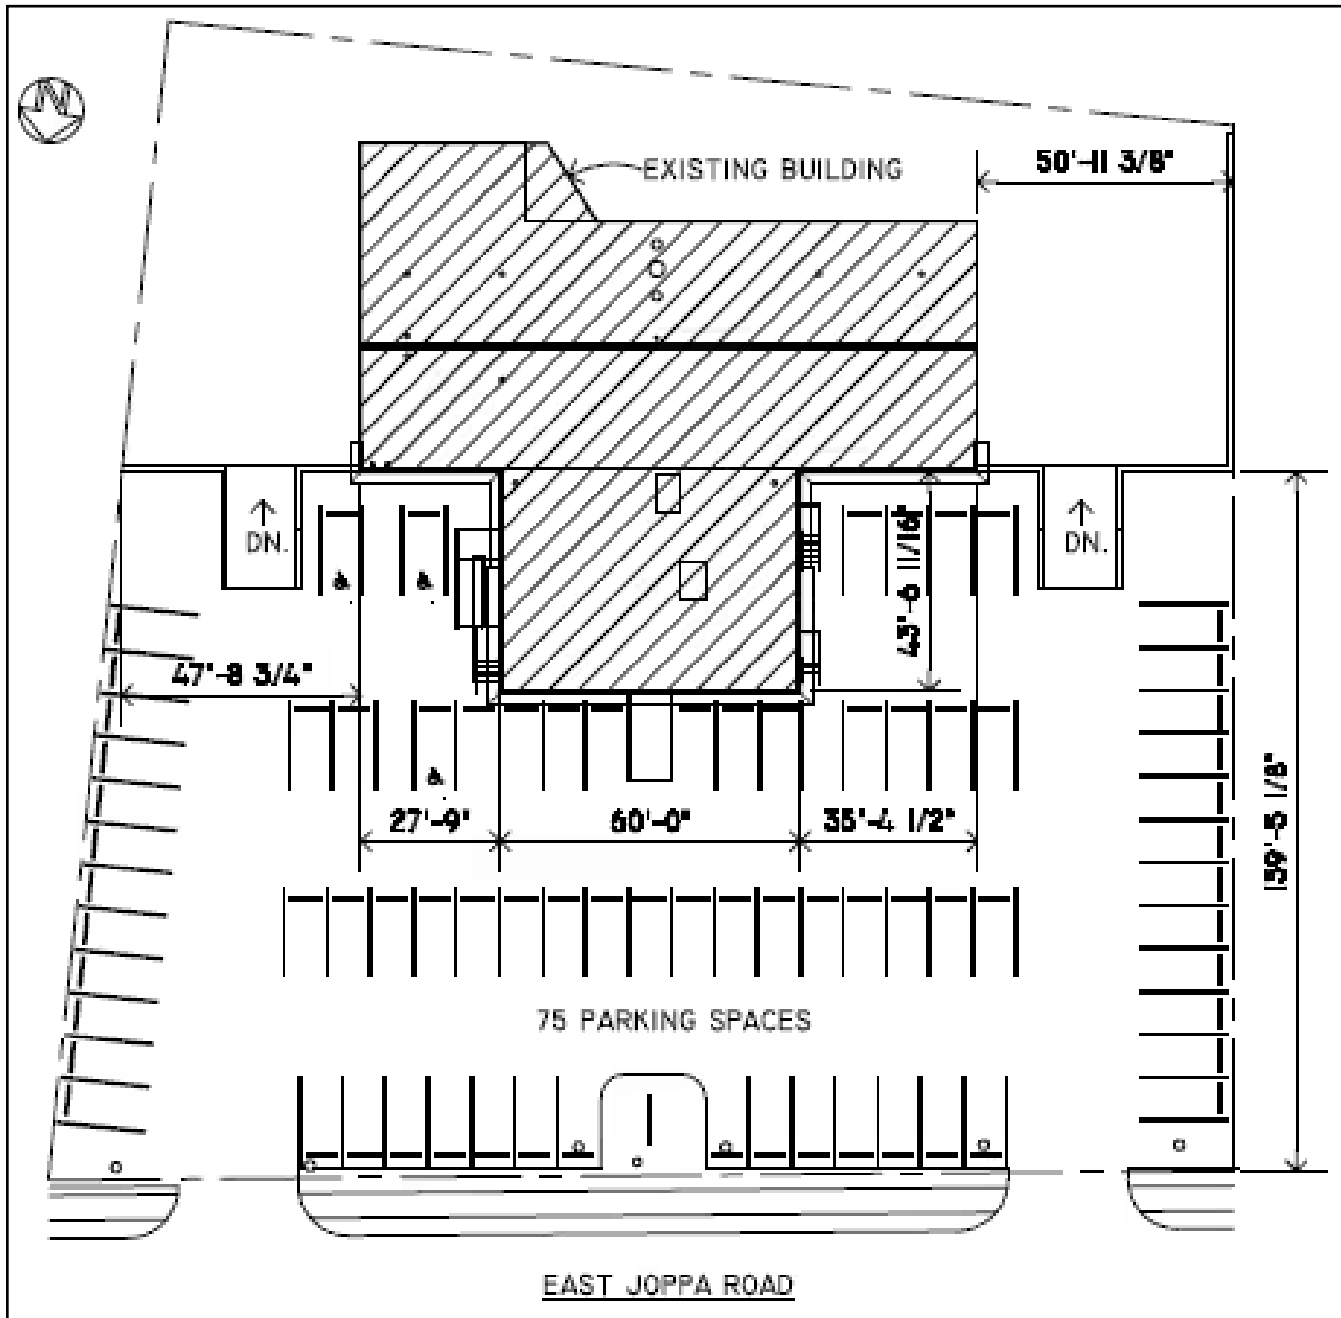 N
EXISTING BUILDING
50'-11 3/8"
DN.
DN.
43'-6 11/16"
47'-8 3/4"
27'-9"
60'-0"
35'-4 1/2"
139'-5 1/8"
75 PARKING SPACES
EAST JOPPA ROAD